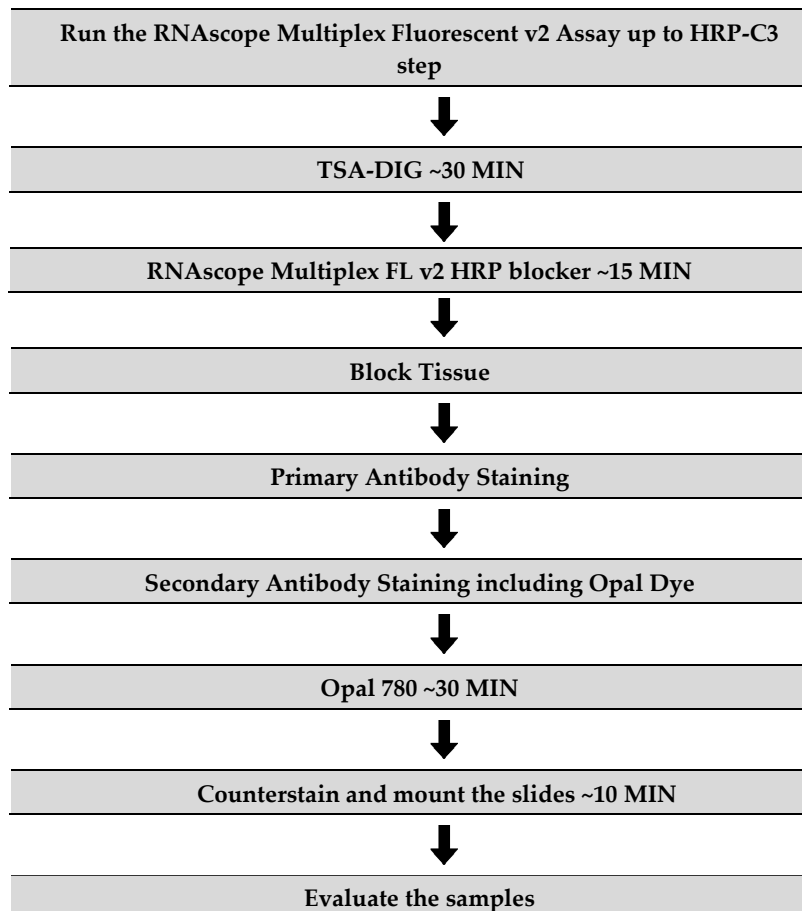 Run the RNAscope Multiplex Fluorescent v2 Assay up to HRP-C3
step
TSA-DIG ~30 MIN
RNAscope Multiplex FL v2 HRP blocker ~15 MIN
Block Tissue
Primary Antibody Staining
Secondary Antibody Staining including Opal Dye
Opal 780 ~30 MIN
Counterstain and mount the slides ~10 MIN
Evaluate the samples